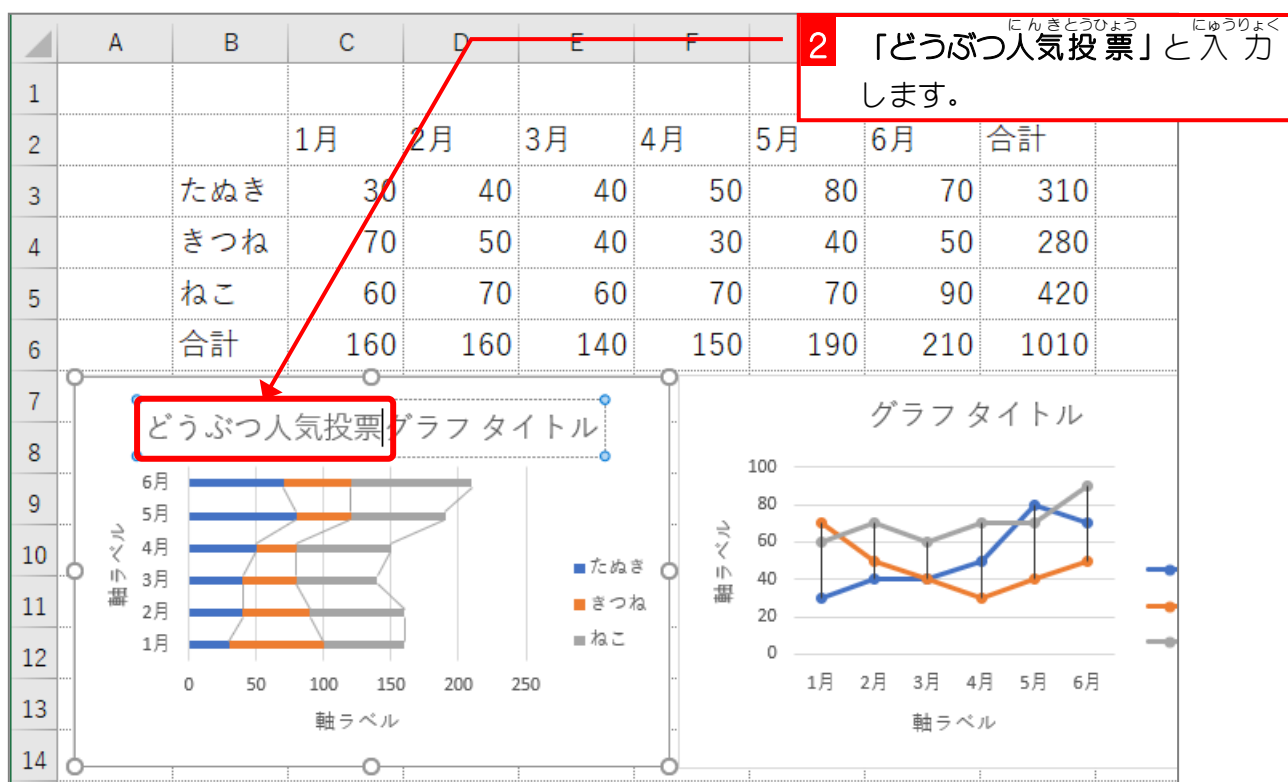 A B C D E F
2 「どうぶつ人気投票」と入力
にんきとうひょう にゅうりょく
します。
1
2 1月 2月 3月 4月 5月 6月 合計
3 たぬき 30 40 40 50 80 70 310
4 きつね 70 50 40 30 40 50 280
5 ねこ 60 70 60 70 70 90 420
6 合計 160 160 140 150 190 210 1010
7
8
9
10
11
12
13
14
どうぶつ人気投票グラフ タイトル
6月
5月
4月
3月
2月
1月
軸ラベル
0 50 100 150 200 250
軸ラベル
たぬき
きつね
ねこ
グラフ タイトル
100
80
60
40
20
0
軸ラベル
1月 2月 3月 4月 5月 6月
軸ラベル